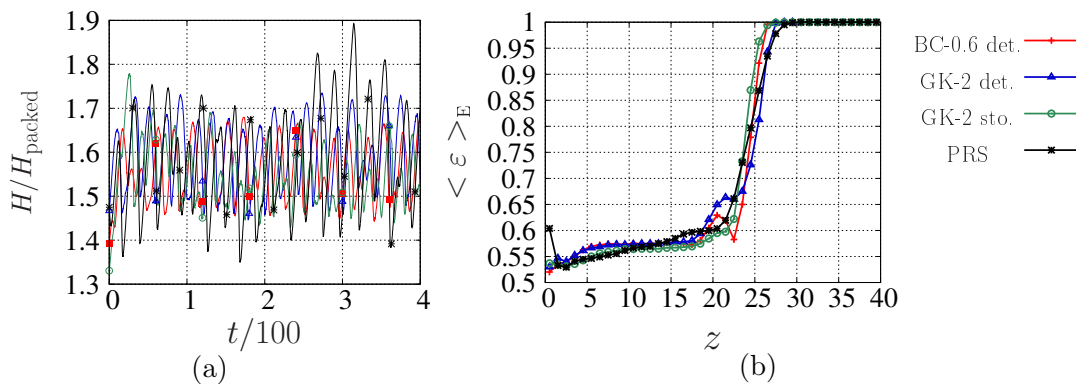 1.9
1.8
1.7
1.6
1.5
1.4
1.3
H/H_packed
0 1 2 3 4
t/100
(a)
1
0.95
0.9
0.85
0.8
0.75
0.7
0.65
0.6
0.55
0.5
< ε >_E
0 5 10 15 20 25 30 35 40
z
(b)
BC-0.6 det.
GK-2 det.
GK-2 sto.
PRS